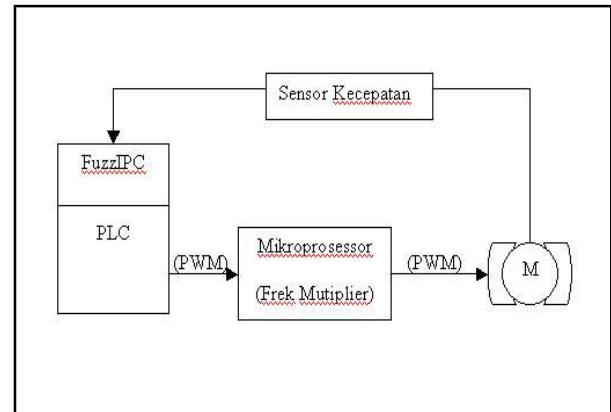 Sensor Kecepatan
FuzzIPC
PLC
(PWM)
Mikroprosessor
(Frek Mutiplier)
(PWM)
M